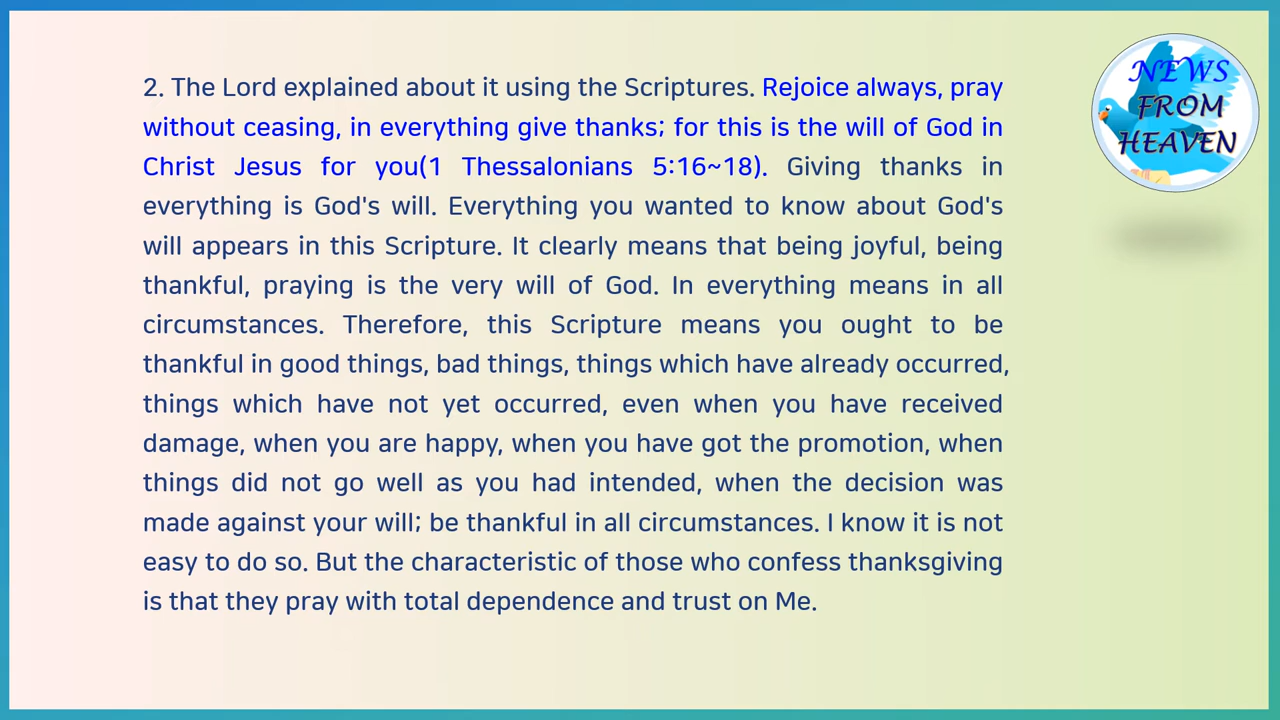 2. The Lord explained about it using the Scriptures. Rejoice always, pray
without ceasing, in everything give thanks; for this is the will of God in
Christ Jesus for you(1 Thessalonians 5:16~18). Giving thanks in
everything is God's will. Everything you wanted to know about God's
will appears in this Scripture. It clearly means that being joyful, being
thankful, praying is the very will of God. In everything means in all
circumstances. Therefore, this Scripture means you ought to be
thankful in good things, bad things, things which have already occurred,
things which have not yet occurred, even when you have received
damage, when you are happy, when you have got the promotion, when
things did not go well as you had intended, when the decision was
made against your will; be thankful in all circumstances. I know it is not
easy to do so. But the characteristic of those who confess thanksgiving
is that they pray with total dependence and trust on Me.
NEWS
FROM
HEAVEN